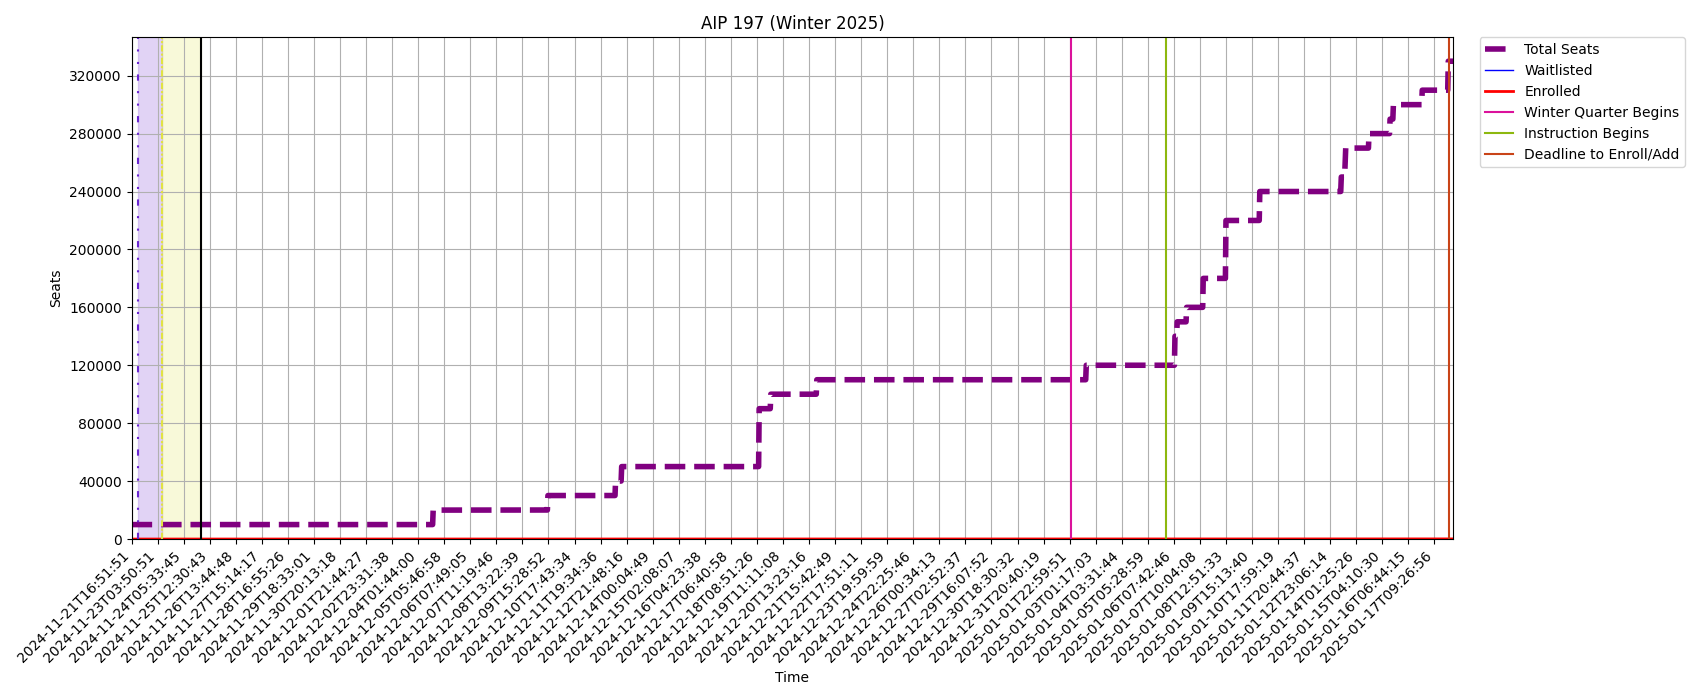 AIP 197 (Winter 2025)
Total Seats
Waitlisted
Enrolled
Winter Quarter Begins
Instruction Begins
Deadline to Enroll/Add
Seats
320000
280000
240000
200000
160000
120000
80000
40000
0
2024-11-21T16:51:51
2024-11-23T03:50:51
2024-11-24T05:33:45
2024-11-25T12:30:43
2024-11-26T13:44:48
2024-11-27T15:14:17
2024-11-28T16:55:26
2024-11-29T18:33:01
2024-11-30T20:13:18
2024-12-01T21:44:27
2024-12-02T23:31:38
2024-12-04T01:44:00
2024-12-05T05:46:58
2024-12-06T07:49:05
2024-12-07T11:19:46
2024-12-08T13:22:39
2024-12-09T15:28:52
2024-12-10T17:43:34
2024-12-11T19:34:36
2024-12-12T21:48:16
2024-12-14T00:04:49
2024-12-15T02:08:07
2024-12-16T04:23:38
2024-12-17T06:40:58
2024-12-18T08:51:26
2024-12-19T11:11:08
2024-12-20T13:23:16
2024-12-21T15:42:49
2024-12-22T17:51:11
2024-12-23T19:59:59
2024-12-24T22:25:46
2024-12-26T00:34:13
2024-12-27T02:52:37
2024-12-29T16:07:52
2024-12-30T18:30:32
2024-12-31T20:40:19
2025-01-01T22:59:51
2025-01-03T01:17:03
2025-01-04T03:31:44
2025-01-05T05:28:59
2025-01-06T07:42:46
2025-01-07T10:04:08
2025-01-08T12:51:33
2025-01-09T15:13:40
2025-01-10T17:59:19
2025-01-11T20:44:37
2025-01-12T23:06:14
2025-01-14T01:25:26
2025-01-15T04:10:30
2025-01-16T06:44:15
2025-01-17T09:26:56
Time